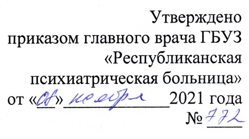 Утверждено
приказом главного врача ГБУЗ
«Республиканская
психиатрическая больница»
от «08» ноября 2021 года
№ 772